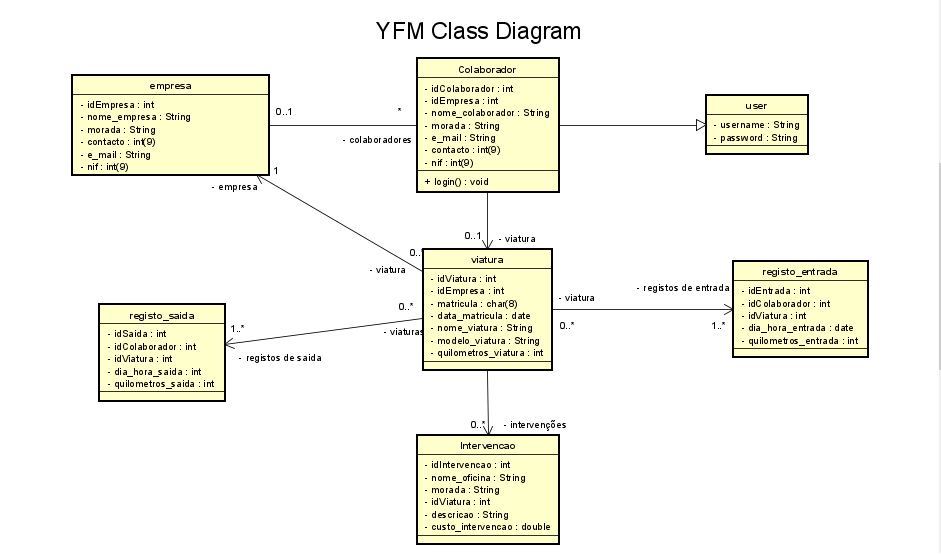 YFM Class Diagram
empresa
- idEmpresa : int
- nome_empresa : String
- morada : String
- contacto : int(9)
- e_mail : String
- nif : int(9)
0..1
*
- colaboradores
Colaborador
- idColaborador : int
- idEmpresa : int
- nome_colaborador : String
- morada : String
- e_mail : String
- contacto : int(9)
- nif : int(9)
+ login() : void
user
- username : String
- password : String
1
- empresa
0..
- viatura
0..1
- viatura
viatura
- idViatura : int
- idEmpresa : int
- matricula : char(8)
- data_matricula : date
- nome_viatura : String
- modelo_viatura : String
- quilometros_viatura : int
- viatura
0..*
- registos de entrada
1..*
registo_entrada
- idEntrada : int
- idColaborador : int
- idViatura : int
- dia_hora_entrada : date
- quilometros_entrada : int
registo_saida
- idSaida : int
- idColaborador : int
- idViatura : int
- dia_hora_saida : int
- quilometros_saida : int
1..*
- registos de saida
0..*
- viaturas
0..*
- intervenções
Intervencao
- idIntervencao : int
- nome_oficina : String
- morada : String
- idViatura : int
- descricao : String
- custo_intervencao : double